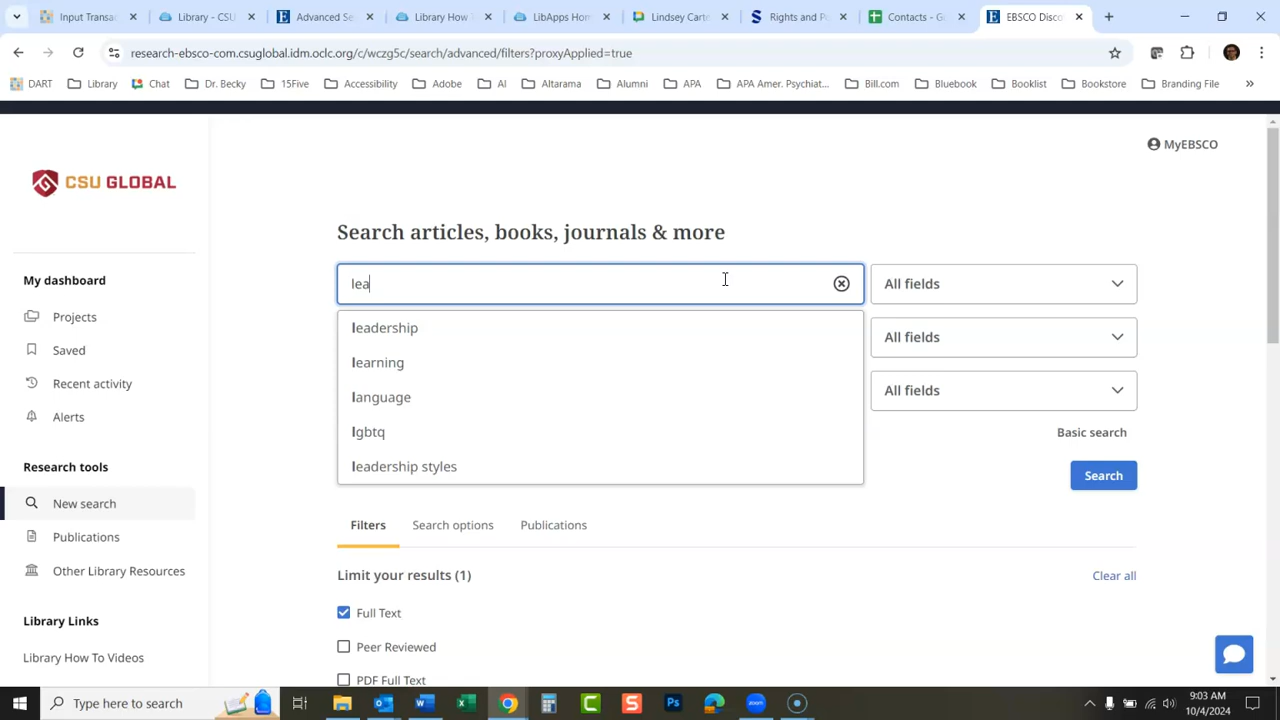 Input Transac
Library - CSU
Advanced Se
Library How
LibApps Hom
Lindsey Carte
Rights and Pe
Contacts - G
EBSCO Disco
research-ebsco-com.csuglobal.idm.oclc.org/c/wczg5c/search/advanced/filters?proxyApplied=true
DART
Library
Chat
Dr. Becky
15Five
Accessibility
Adobe
AI
Altarama
Alumni
APA
APA Amer. Psychiat...
Bill.com
Bluebook
Booklist
Bookstore
Branding File
»
MyEBSCO
CSU GLOBAL
Search articles, books, journals & more
lea
All fields
leadership
All fields
learning
language
All fields
lgbtq
Basic search
leadership styles
Search
My dashboard
Projects
Saved
Recent activity
Alerts
Research tools
New search
Publications
Other Library Resources
Library Links
Library How To Videos
Filters
Search options
Publications
Limit your results (1)
Clear all
Full Text
Peer Reviewed
PDF Full Text
Type here to search
9:03 AM
10/4/2024